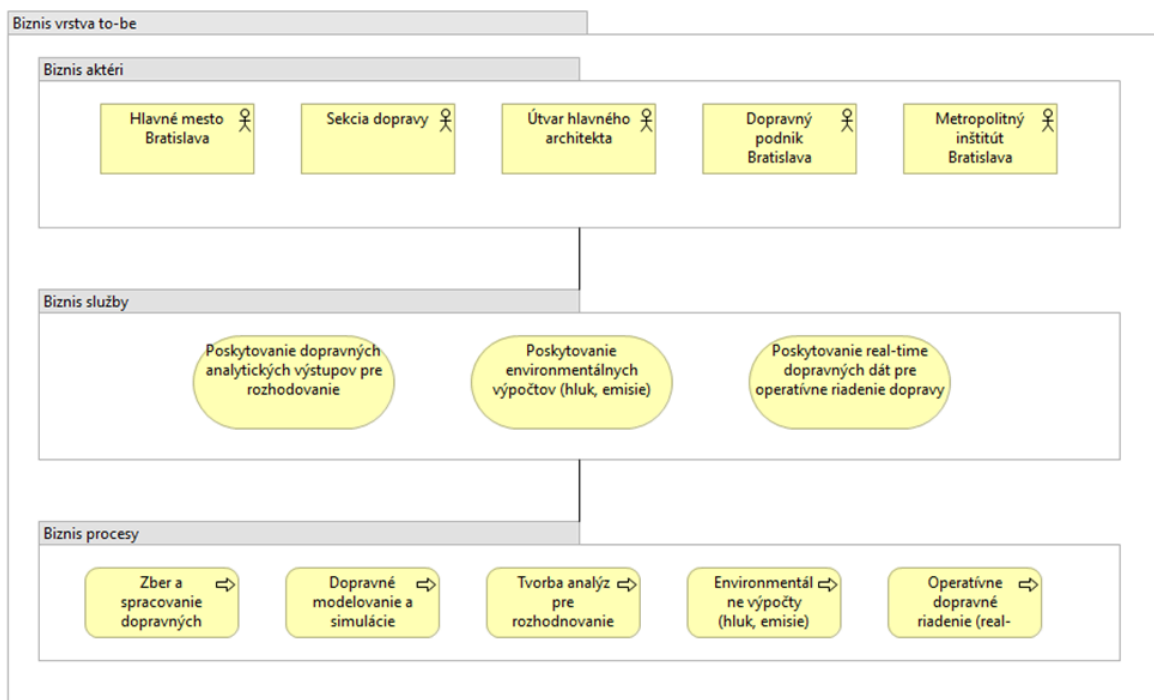 Biznis vrstva to-be
Biznis aktéri
Hlavné mesto
Bratislava
Sekcia dopravy
Útvar hlavného
architekta
Dopravný
podnik
Bratislava
Metropolitný
inštitút
Bratislava
Biznis služby
Poskytovanie dopravných
analytických výstupov pre
rozhodovanie
Poskytovanie
environmentálnych
výpočtov (hluk, emisie)
Poskytovanie real-time
dopravných dát pre
operatívne riadenie dopravy
Biznis procesy
Zber a
spracovanie
dopravných
Dopravné
modelovanie a
simulácie
Tvorba analýz
pre
rozhodnovanie
Environmentál
ne výpočty
(hluk, emisie)
Operatívne
dopravné
riadenie (real-